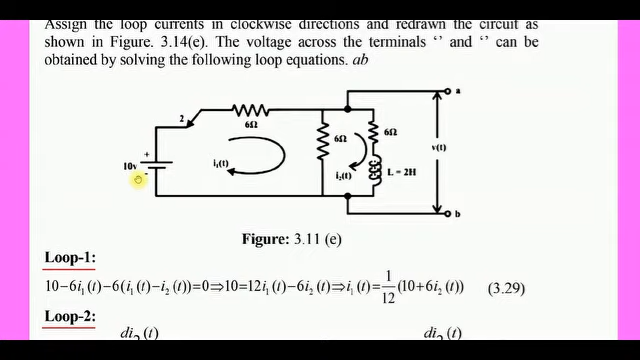 Assign the loop currents in clockwise directions and redrawn the circuit as
shown in Figure. 3.14(e). The voltage across the terminals ‘’ and ‘’ can be
obtained by solving the following loop equations. ab
a
2
6Ω
6Ω
6Ω
+
10v
-
i₁(t)
i₂(t)
L = 2H
v(t)
b
Figure: 3.11 (e)
Loop-1:
10−6i₁(t)−6(i₁(t)−i₂(t))=0⇒10=12i₁(t)−6i₂(t)⇒i₁(t)=1/12(10+6i₂(t)) (3.29)
Loop-2:
di₂(t) di₂(t)